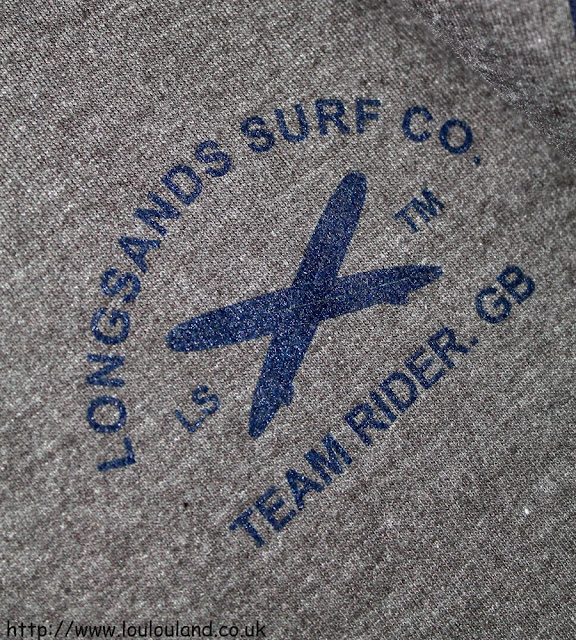 LONGSANDS SURF CO.
TM
LS
TEAM RIDER. GB
http://www.loulouland.co.uk